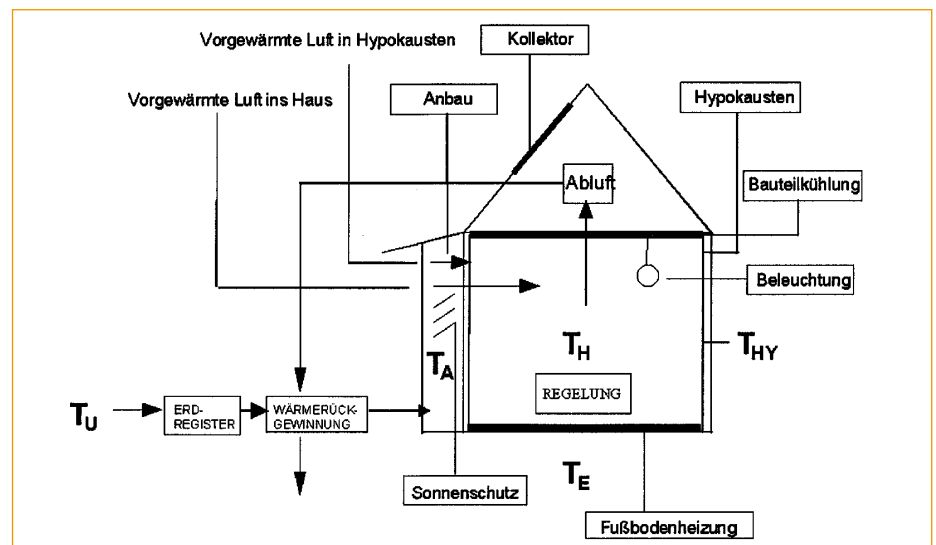 Vorgewärmte Luft in Hypokausten
Kollektor
Vorgewärmte Luft ins Haus
Anbau
Hypokausten
Abluft
Bauteilkühlung
Beleuchtung
T_A
T_H
T_HY
REGELUNG
T_U
ERD-
REGISTER
WÄRMERÜCK-
GEWINNUNG
T_E
Sonnenschutz
Fußbodenheizung